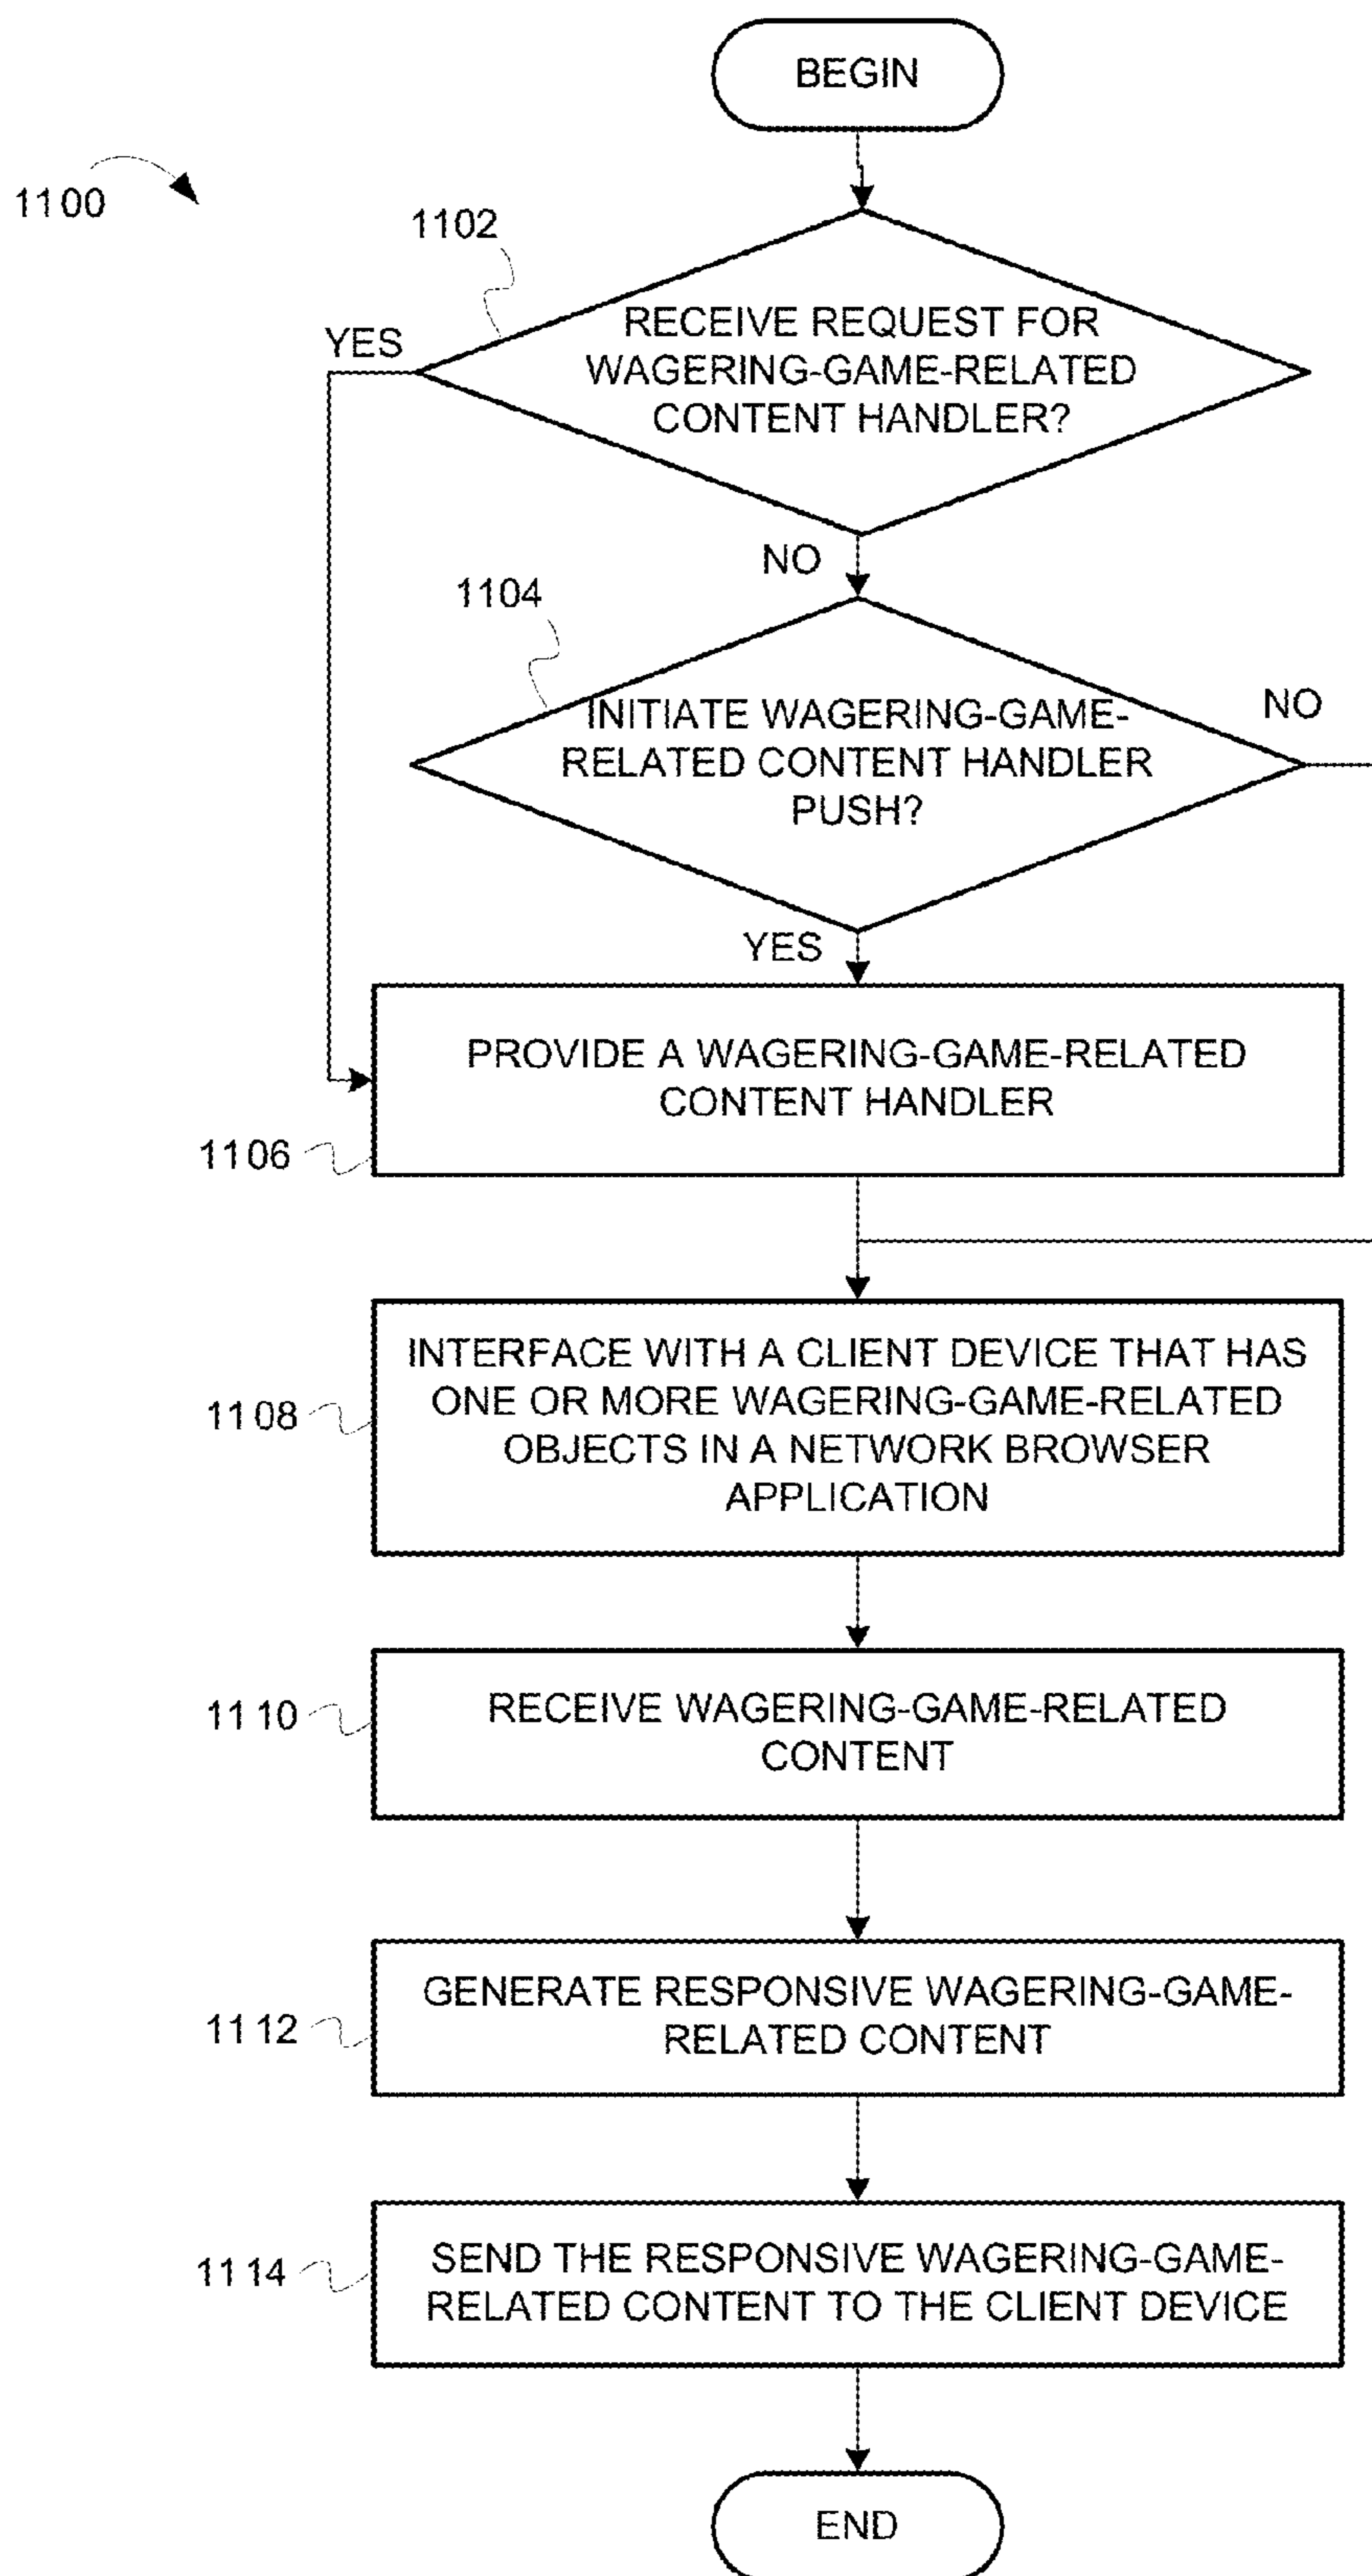 BEGIN
1100
1102
YES
RECEIVE REQUEST FOR
WAGERING-GAME-RELATED
CONTENT HANDLER?
NO
1104
INITIATE WAGERING-GAME-
RELATED CONTENT HANDLER
PUSH?
NO
YES
PROVIDE A WAGERING-GAME-RELATED
CONTENT HANDLER
1106
INTERFACE WITH A CLIENT DEVICE THAT HAS
ONE OR MORE WAGERING-GAME-RELATED
OBJECTS IN A NETWORK BROWSER
APPLICATION
1108
RECEIVE WAGERING-GAME-RELATED
CONTENT
1110
GENERATE RESPONSIVE WAGERING-GAME-
RELATED CONTENT
1112
SEND THE RESPONSIVE WAGERING-GAME-
RELATED CONTENT TO THE CLIENT DEVICE
1114
END